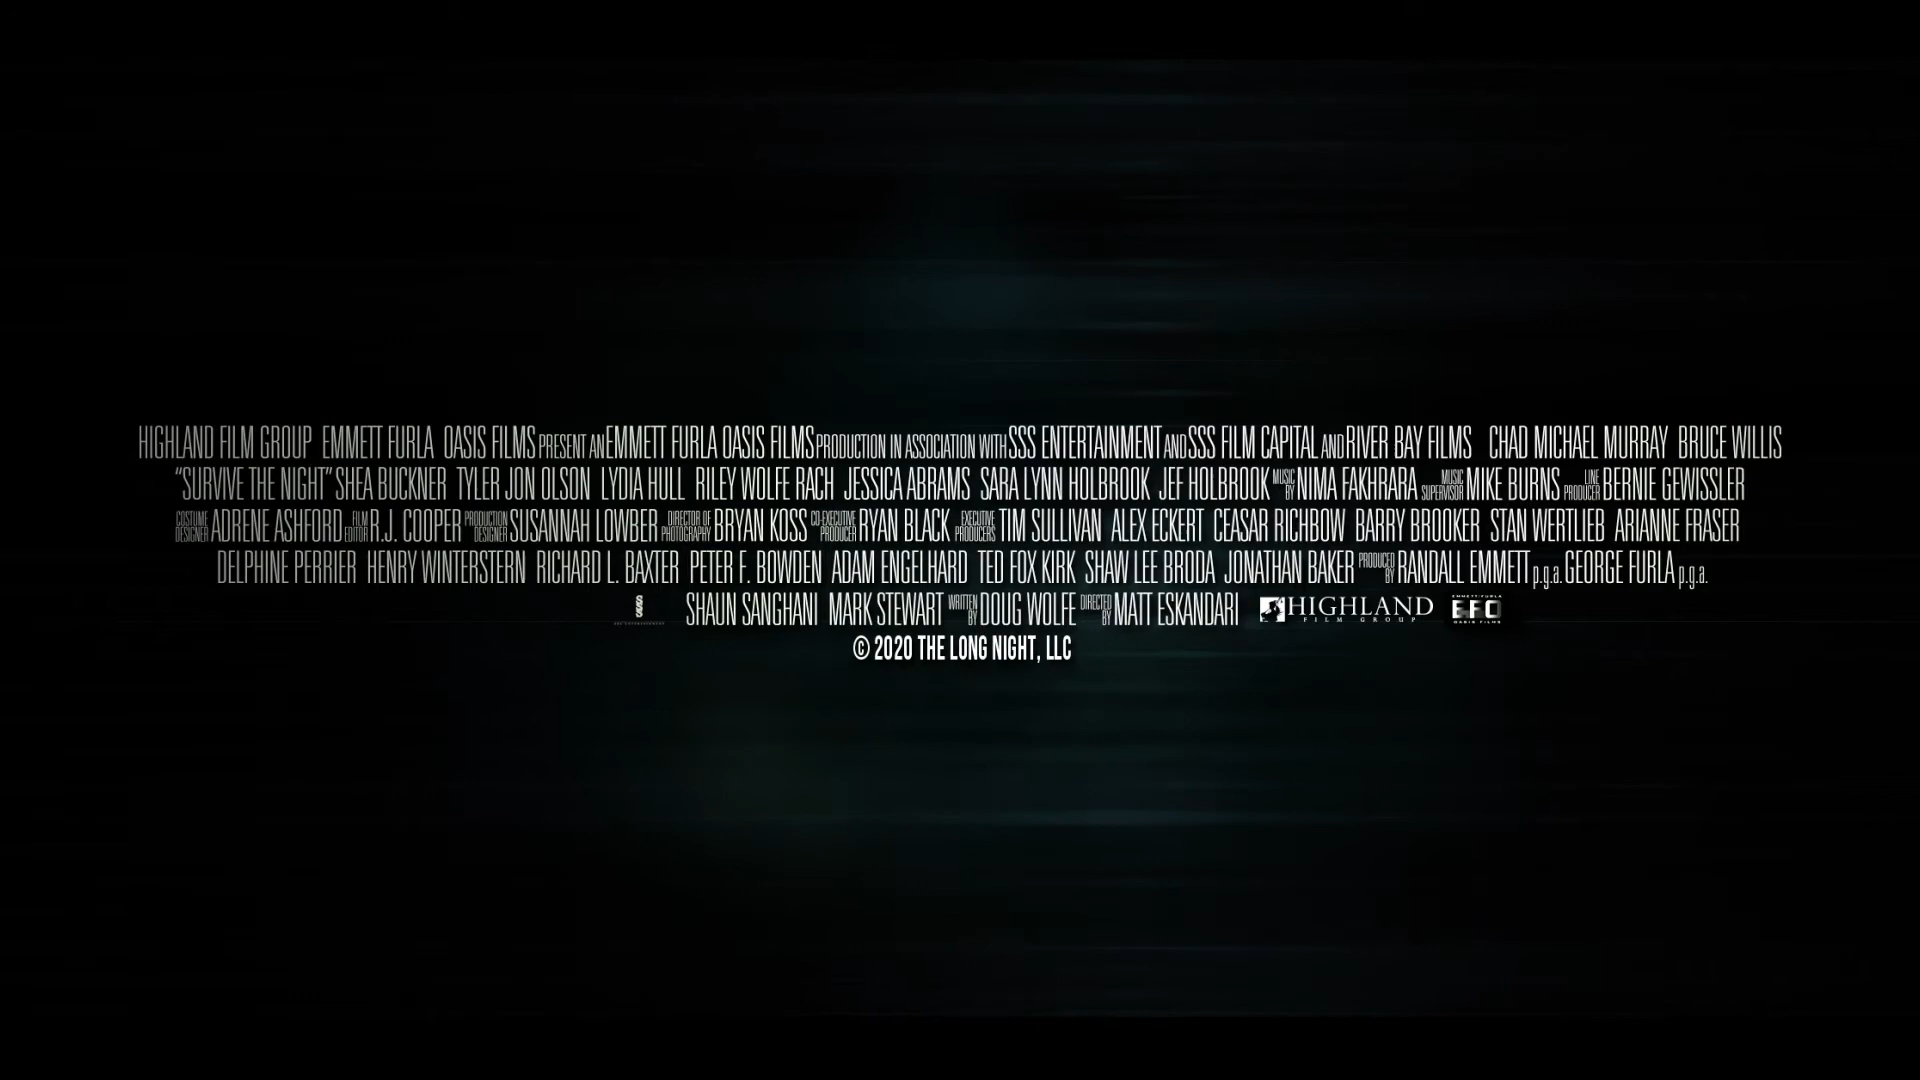 HIGHLAND FILM GROUP EMMETT FURLA OASIS FILMS PRESENT AN EMMETT FURLA OASIS FILMS PRODUCTION IN ASSOCIATION WITH SSS ENTERTAINMENT AND SSS FILM CAPITAL AND RIVER BAY FILMS CHAD MICHAEL MURRAY BRUCE WILLIS
“SURVIVE THE NIGHT” SHEA BUCKNER TYLER JON OLSON LYDIA HULL RILEY WOLFE RACH JESSICA ABRAMS SARA LYNN HOLBROOK JEF HOLBROOK MUSIC BY NIMA FAKHRARA MUSIC SUPERVISOR MIKE BURNS LINE PRODUCER BERNIE GEWISSLER
COSTUME DESIGNER ADRENE ASHFORD FILM EDITOR R.J. COOPER PRODUCTION DESIGNER SUSANNAH LOWBER DIRECTOR OF PHOTOGRAPHY BRYAN KOSS CO-EXECUTIVE PRODUCER RYAN BLACK EXECUTIVE PRODUCERS TIM SULLIVAN ALEX ECKERT CEASAR RICHBOW BARRY BROOKER STAN WERTLIEB ARIANNE FRASER
DELPHINE PERRIER HENRY WINTERSTERN RICHARD L. BAXTER PETER F. BOWDEN ADAM ENGELHARD TED FOX KIRK SHAW LEE BRODA JONATHAN BAKER PRODUCED BY RANDALL EMMETT p.g.a. GEORGE FURLA p.g.a.
SSS SHAUN SANGHANI MARK STEWART WRITTEN BY DOUG WOLFE DIRECTED BY MATT ESKANDARI HIGHLAND FILM GROUP EMMETT/FURLA EFO OASIS FILMS
© 2020 THE LONG NIGHT, LLC